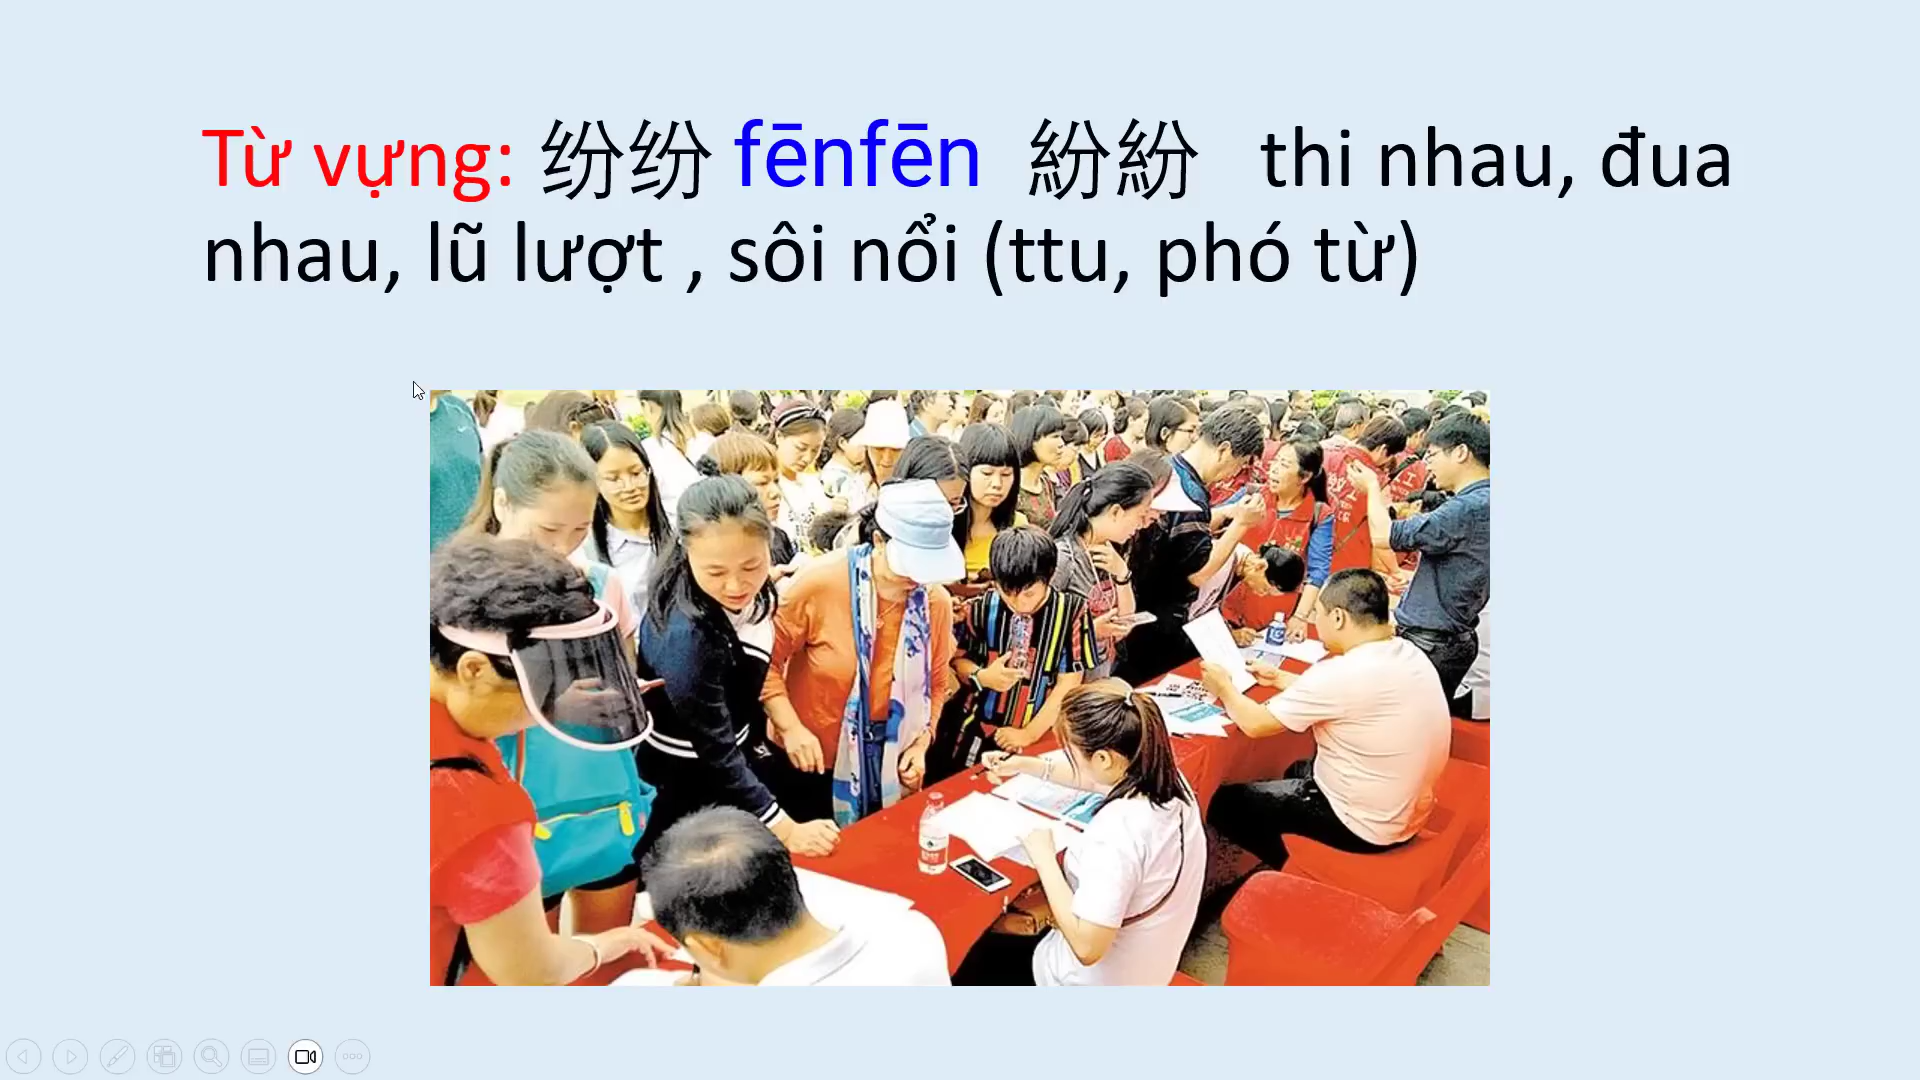 Từ vựng: 纷纷 fēnfēn 紛紛 thi nhau, đua
nhau, lũ lượt , sôi nổi (ttu, phó từ)